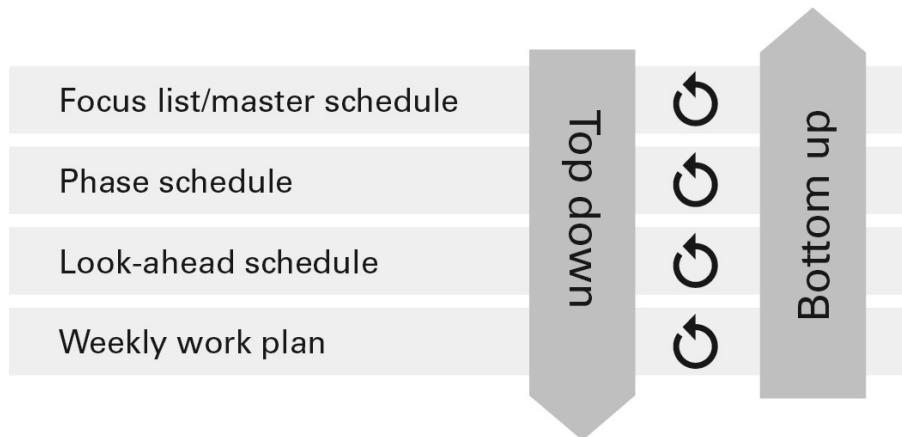 Focus list/master schedule
Phase schedule
Look-ahead schedule
Weekly work plan
Top down
Bottom up